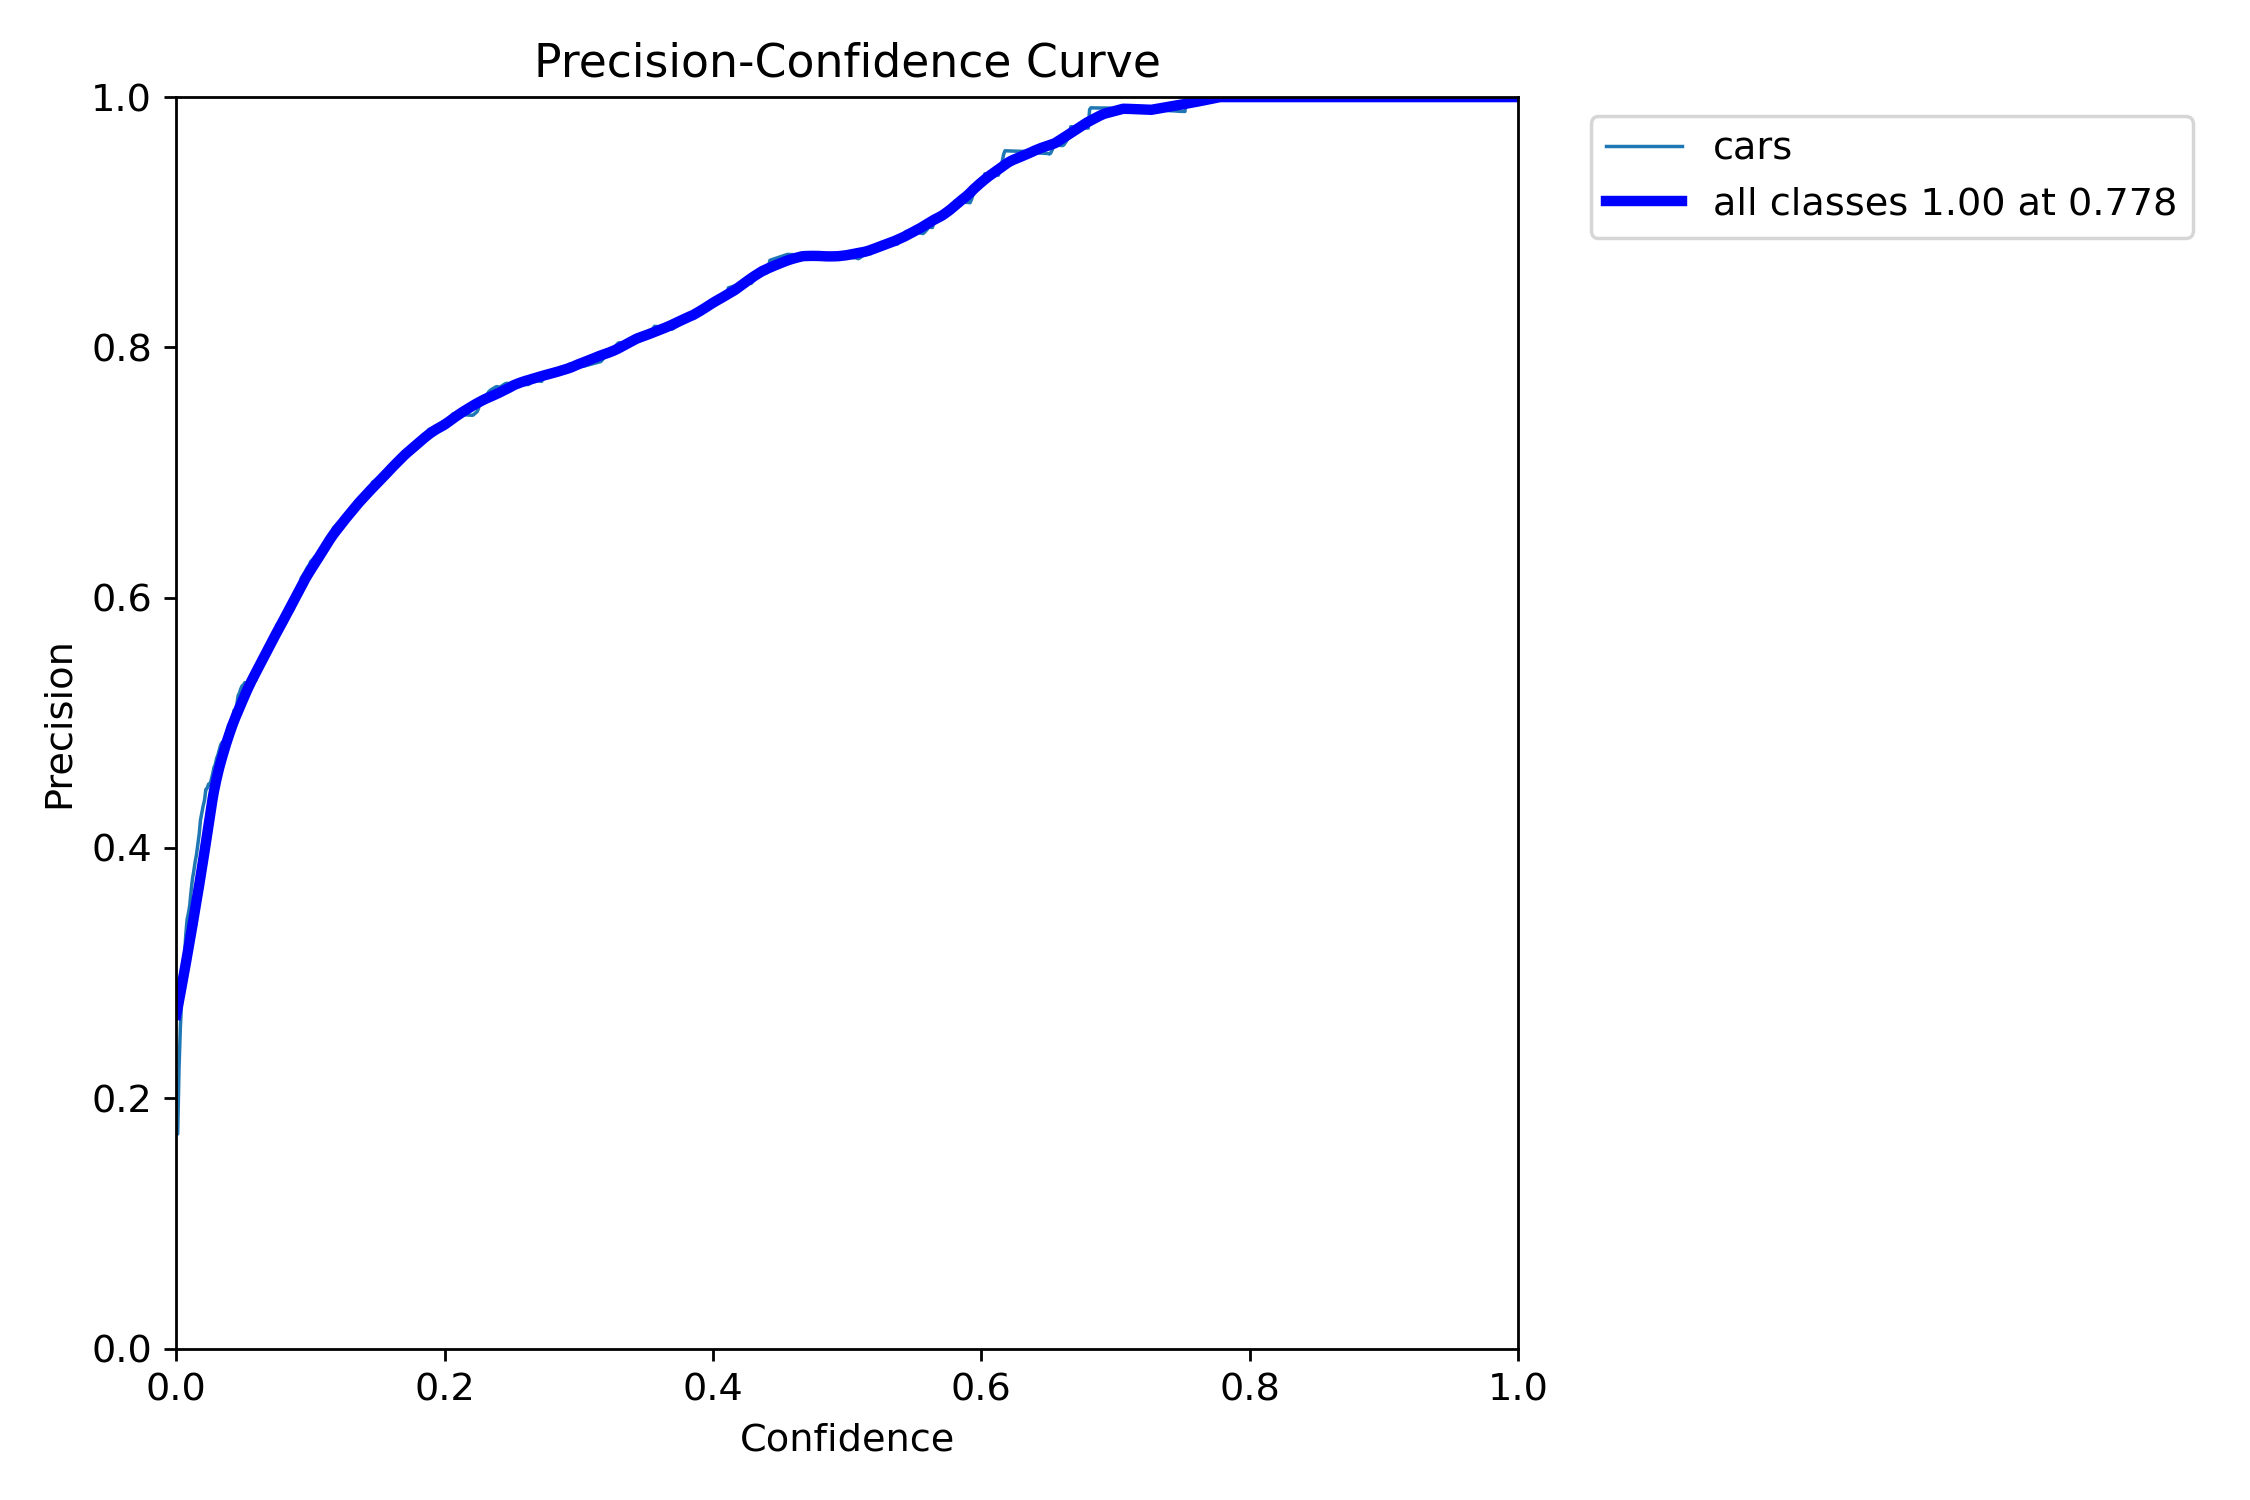 Precision-Confidence Curve
1.0
0.8
0.6
0.4
0.2
0.0
Precision
0.0 0.2 0.4 0.6 0.8 1.0
Confidence
cars
all classes 1.00 at 0.778